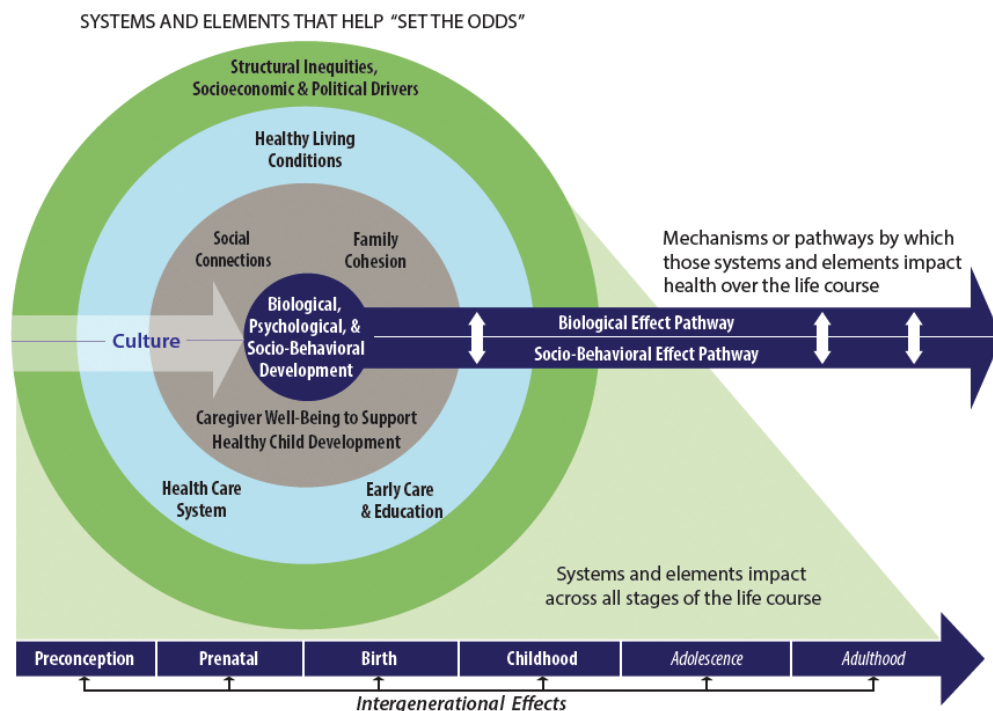 SYSTEMS AND ELEMENTS THAT HELP “SET THE ODDS”
Structural Inequities,
Socioeconomic & Political Drivers
Healthy Living
Conditions
Social
Connections
Family
Cohesion
Biological,
Psychological, &
Socio-Behavioral
Development
Culture
Caregiver Well-Being to Support
Healthy Child Development
Health Care
System
Early Care
& Education
Mechanisms or pathways by which
those systems and elements impact
health over the life course
Biological Effect Pathway
Socio-Behavioral Effect Pathway
Systems and elements impact
across all stages of the life course
Preconception
Prenatal
Birth
Childhood
Adolescence
Adulthood
Intergenerational Effects